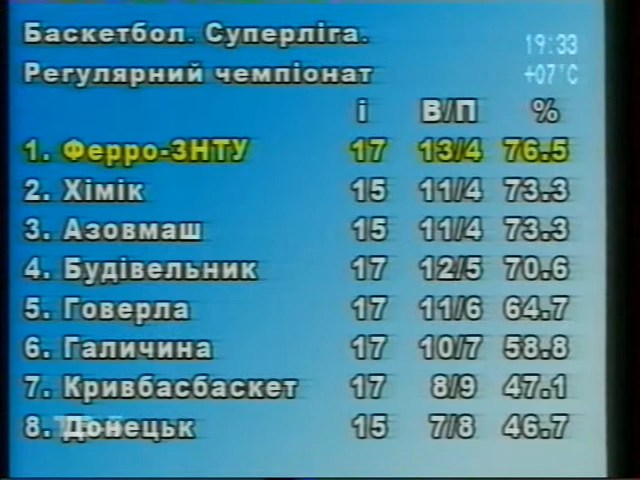 Баскетбол. Суперліга.
19:33
Регулярний чемпіонат
+07°C
і В/П %
1. Ферро-ЗНТУ 17 13/4 76.5
2. Хімік 15 11/4 73.3
3. Азовмаш 15 11/4 73.3
4. Будівельник 17 12/5 70.6
5. Говерла 17 11/6 64.7
6. Галичина 17 10/7 58.8
7. Кривбасбаскет 17 8/9 47.1
8. Донецьк 15 7/8 46.7